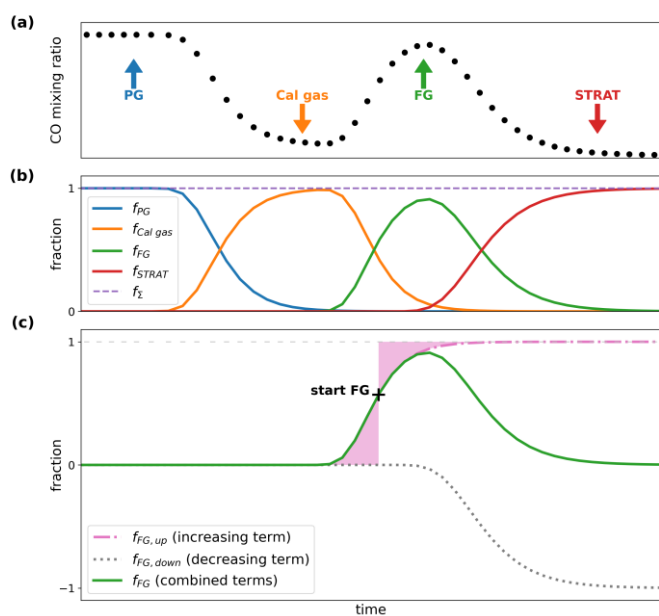 (a)
CO mixing ratio
PG
Cal gas
FG
STRAT
(b)
fraction
1
0
f_PG
f_Cal gas
f_FG
f_STRAT
f_Σ
(c)
fraction
1
0
−1
start FG
f_FG, up (increasing term)
f_FG, down (decreasing term)
f_FG (combined terms)
time